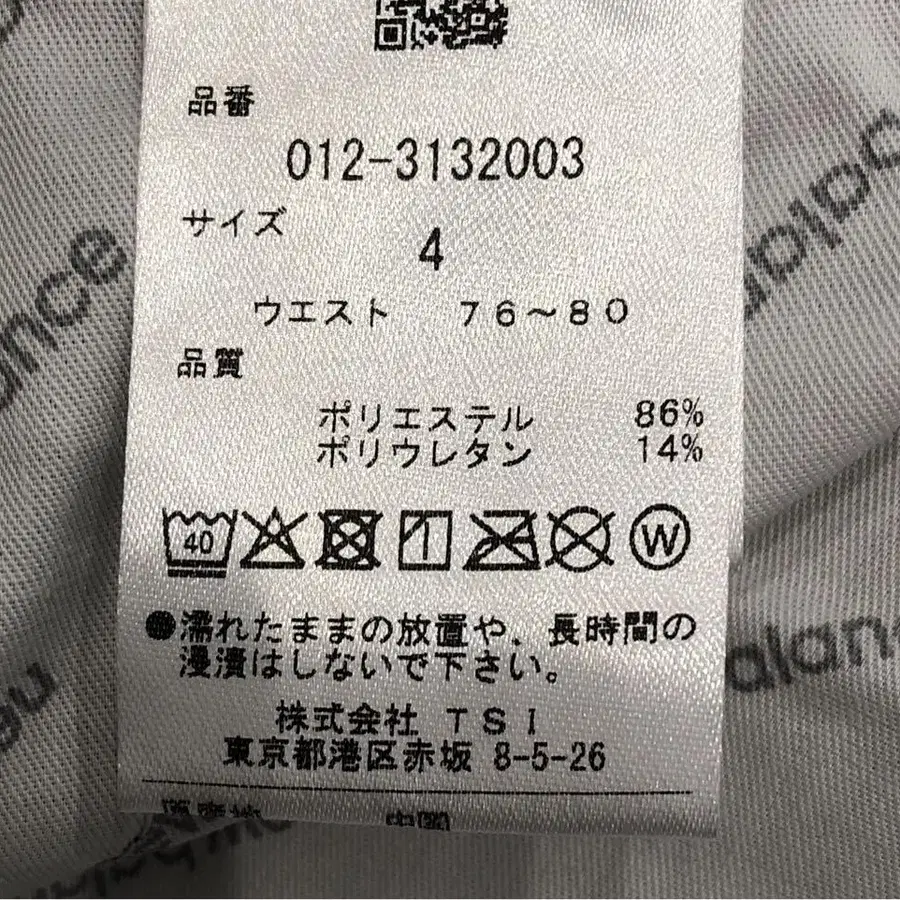 品番
012-3132003
サイズ
4
ウエスト 76~80
品質
ポリエステル 86%
ポリウレタン 14%
40
W
●濡れたままの放置や、長時間の
浸漬はしないで下さい。
株式会社 TSI
東京都港区赤坂 8-5-26
ance
balance
alance